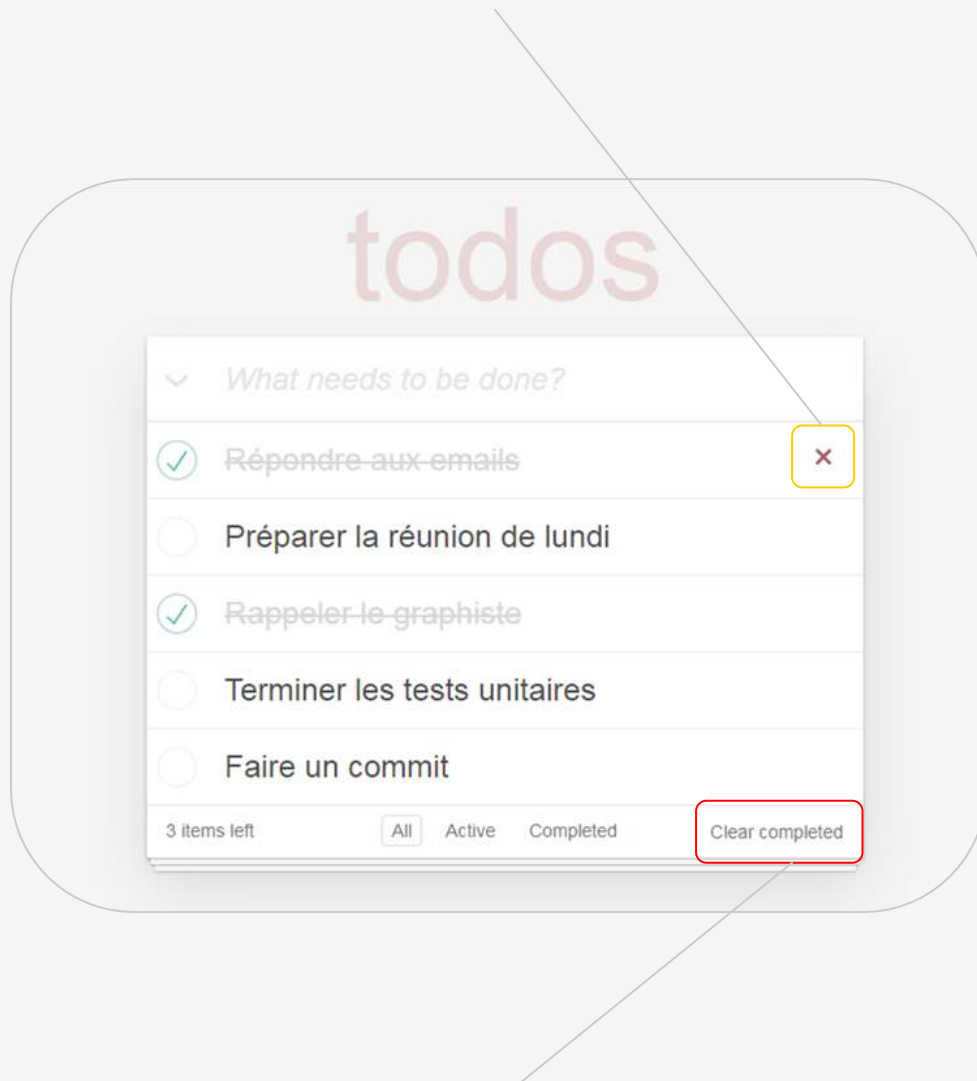 todos
What needs to be done?
Répondre aux emails
Préparer la réunion de lundi
Rappeler le graphiste
Terminer les tests unitaires
Faire un commit
3 items left All Active Completed Clear completed